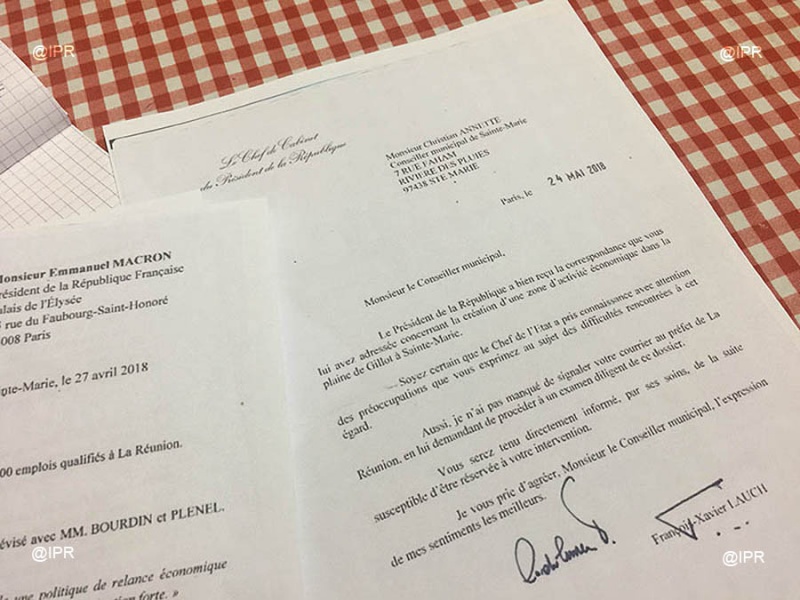 @IPR
@IPR
Le Chef de Cabinet
du Président de la République
Monsieur Christian ANNETTE
Conseiller municipal de Sainte-Marie
7 RUE FAHAM
RIVIERE DES PLUIES
97438 STE MARIE
Paris, le 24 MAI 2018
Monsieur le Conseiller municipal,
Le Président de la République a bien reçu la correspondance que vous
lui avez adressée concernant la création d'une zone d'activité économique dans la
plaine de Gillot à Sainte-Marie.
Soyez certain que le Chef de l'Etat a pris connaissance avec attention
des préoccupations que vous exprimez au sujet des difficultés rencontrées à cet
égard.
Aussi, je n'ai pas manqué de signaler votre courrier au préfet de La
Réunion, en lui demandant de procéder à un examen diligent de ce dossier.
Vous serez tenu directement informé, par ses soins, de la suite
susceptible d'être réservée à votre intervention.
Je vous prie d'agréer, Monsieur le Conseiller municipal, l'expression
de mes sentiments les meilleurs.
François-Xavier LAUCH
onsieur Emmanuel MACRON
résident de la République Française
alais de l'Élysée
rue du Faubourg-Saint-Honoré
008 Paris
nte-Marie, le 27 avril 2018
00 emplois qualifiés à La Réunion.
évisé avec MM. BOURDIN et PLENEL.
une politique de relance économique
forte. »
@IPR
@IPR